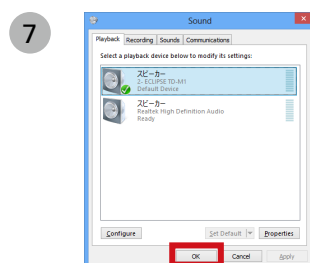 7
Sound
Playback Recording Sounds Communications
Select a playback device below to modify its settings:
スピーカー
2- ECLIPSE TD-M1
Default Device
スピーカー
Realtek High Definition Audio
Ready
Configure Set Default Properties
OK Cancel Apply